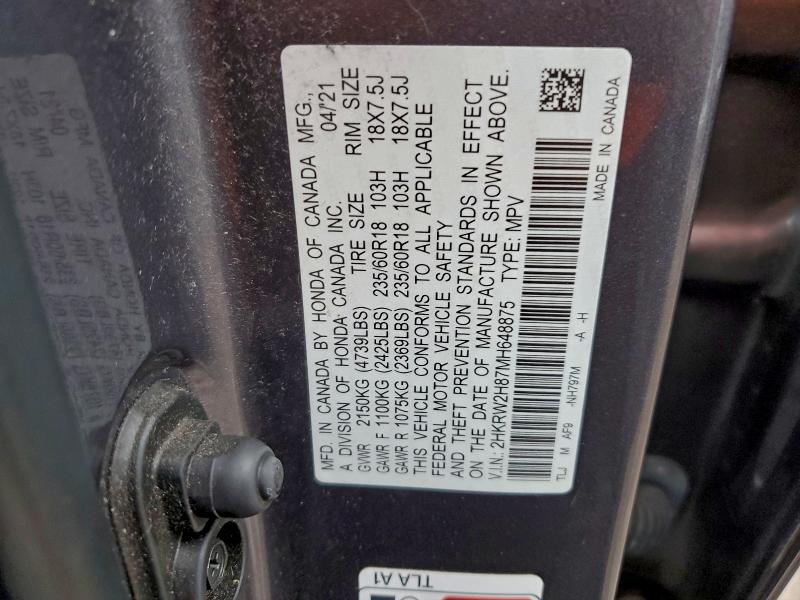 MFD. IN CANADA BY HONDA OF CANADA MFG.,
A DIVISION OF HONDA CANADA INC. 04/21
GVWR 2150KG (4739LBS) TIRE SIZE RIM SIZE
GAWR F 1100KG (2425LBS) 235/60R18 103H 18X7.5J
GAWR R 1075KG (2369LBS) 235/60R18 103H 18X7.5J
THIS VEHICLE CONFORMS TO ALL APPLICABLE
FEDERAL MOTOR VEHICLE SAFETY
AND THEFT PREVENTION STANDARDS IN EFFECT
ON THE DATE OF MANUFACTURE SHOWN ABOVE.
V.I.N.: 2HKRW2H87MH648875 TYPE: MPV
TLJ M AF9 -NH797M -A -H
MADE IN CANADA
TLA A1